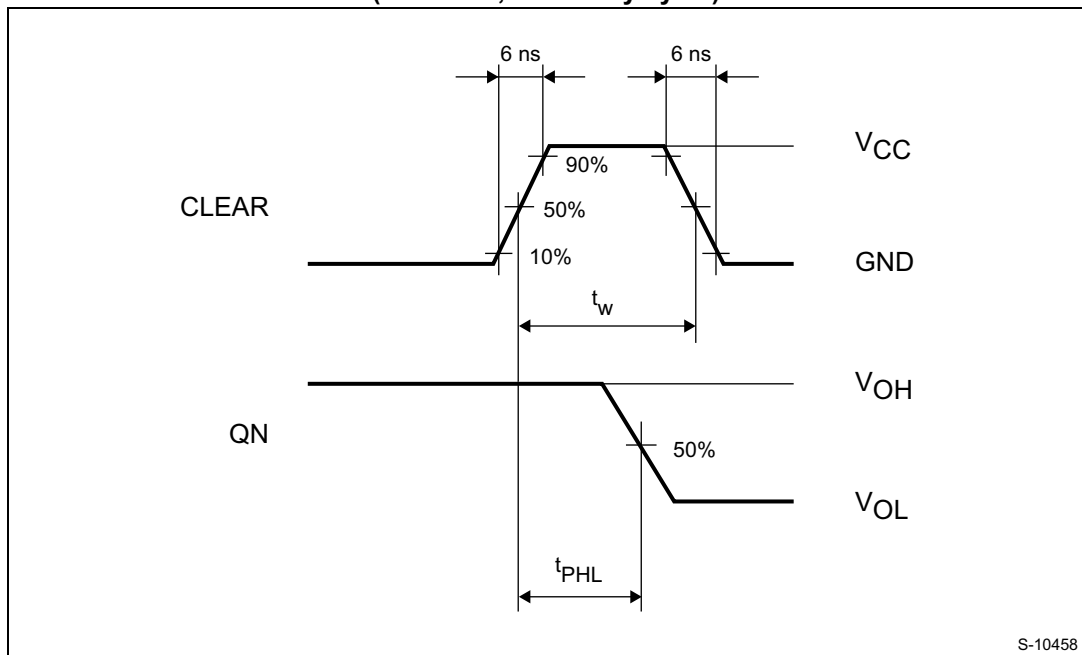 6 ns 6 ns
VCC
90%
CLEAR 50%
10% GND
tw
VOH
QN 50%
VOL
tPHL
S-10458